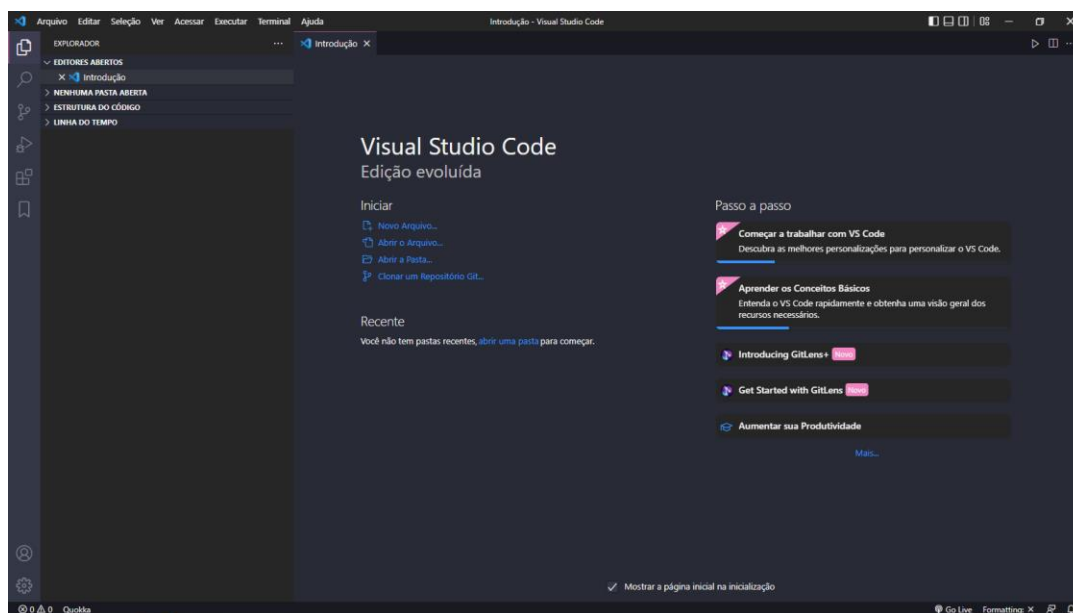 Arquivo Editar Seleção Ver Acessar Executar Terminal Ajuda
Introdução - Visual Studio Code
EXPLORADOR
Introdução
EDITORES ABERTOS
Introdução
NENHUMA PASTA ABERTA
ESTRUTURA DO CÓDIGO
LINHA DO TEMPO
Visual Studio Code
Edição evoluída
Iniciar
Novo Arquivo...
Abrir o Arquivo...
Abrir a Pasta...
Clonar um Repositório Git...
Recente
Você não tem pastas recentes, abrir uma pasta para começar.
Passo a passo
Começar a trabalhar com VS Code
Descubra as melhores personalizações para personalizar o VS Code.
Aprender os Conceitos Básicos
Entenda o VS Code rapidamente e obtenha uma visão geral dos
recursos necessários.
Introducing GitLens+ Novo
Get Started with GitLens Novo
Aumentar sua Produtividade
Mais...
Mostrar a página inicial na inicialização
0 0 Quokka
Go Live Formatting: ×